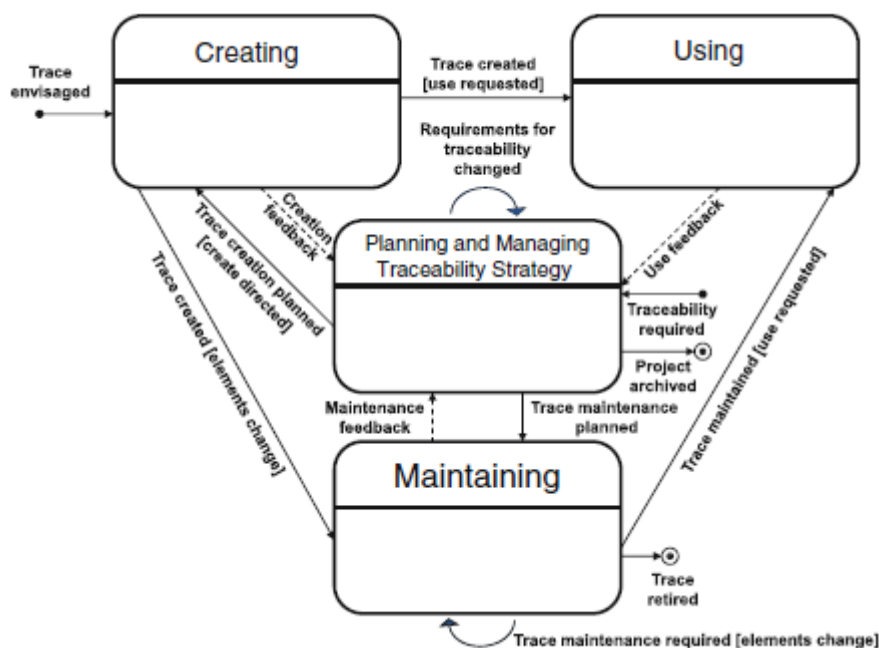 Creating
Using
Trace
envisaged
Trace created
[use requested]
Requirements for
traceability
changed
Creation
feedback
Trace creation planned
[create directed]
Planning and Managing
Traceability Strategy
Use feedback
Traceability
required
Project
archived
Trace created [elements change]
Maintenance
feedback
Trace maintenance
planned
Trace maintained [use requested]
Maintaining
Trace
retired
Trace maintenance required [elements change]